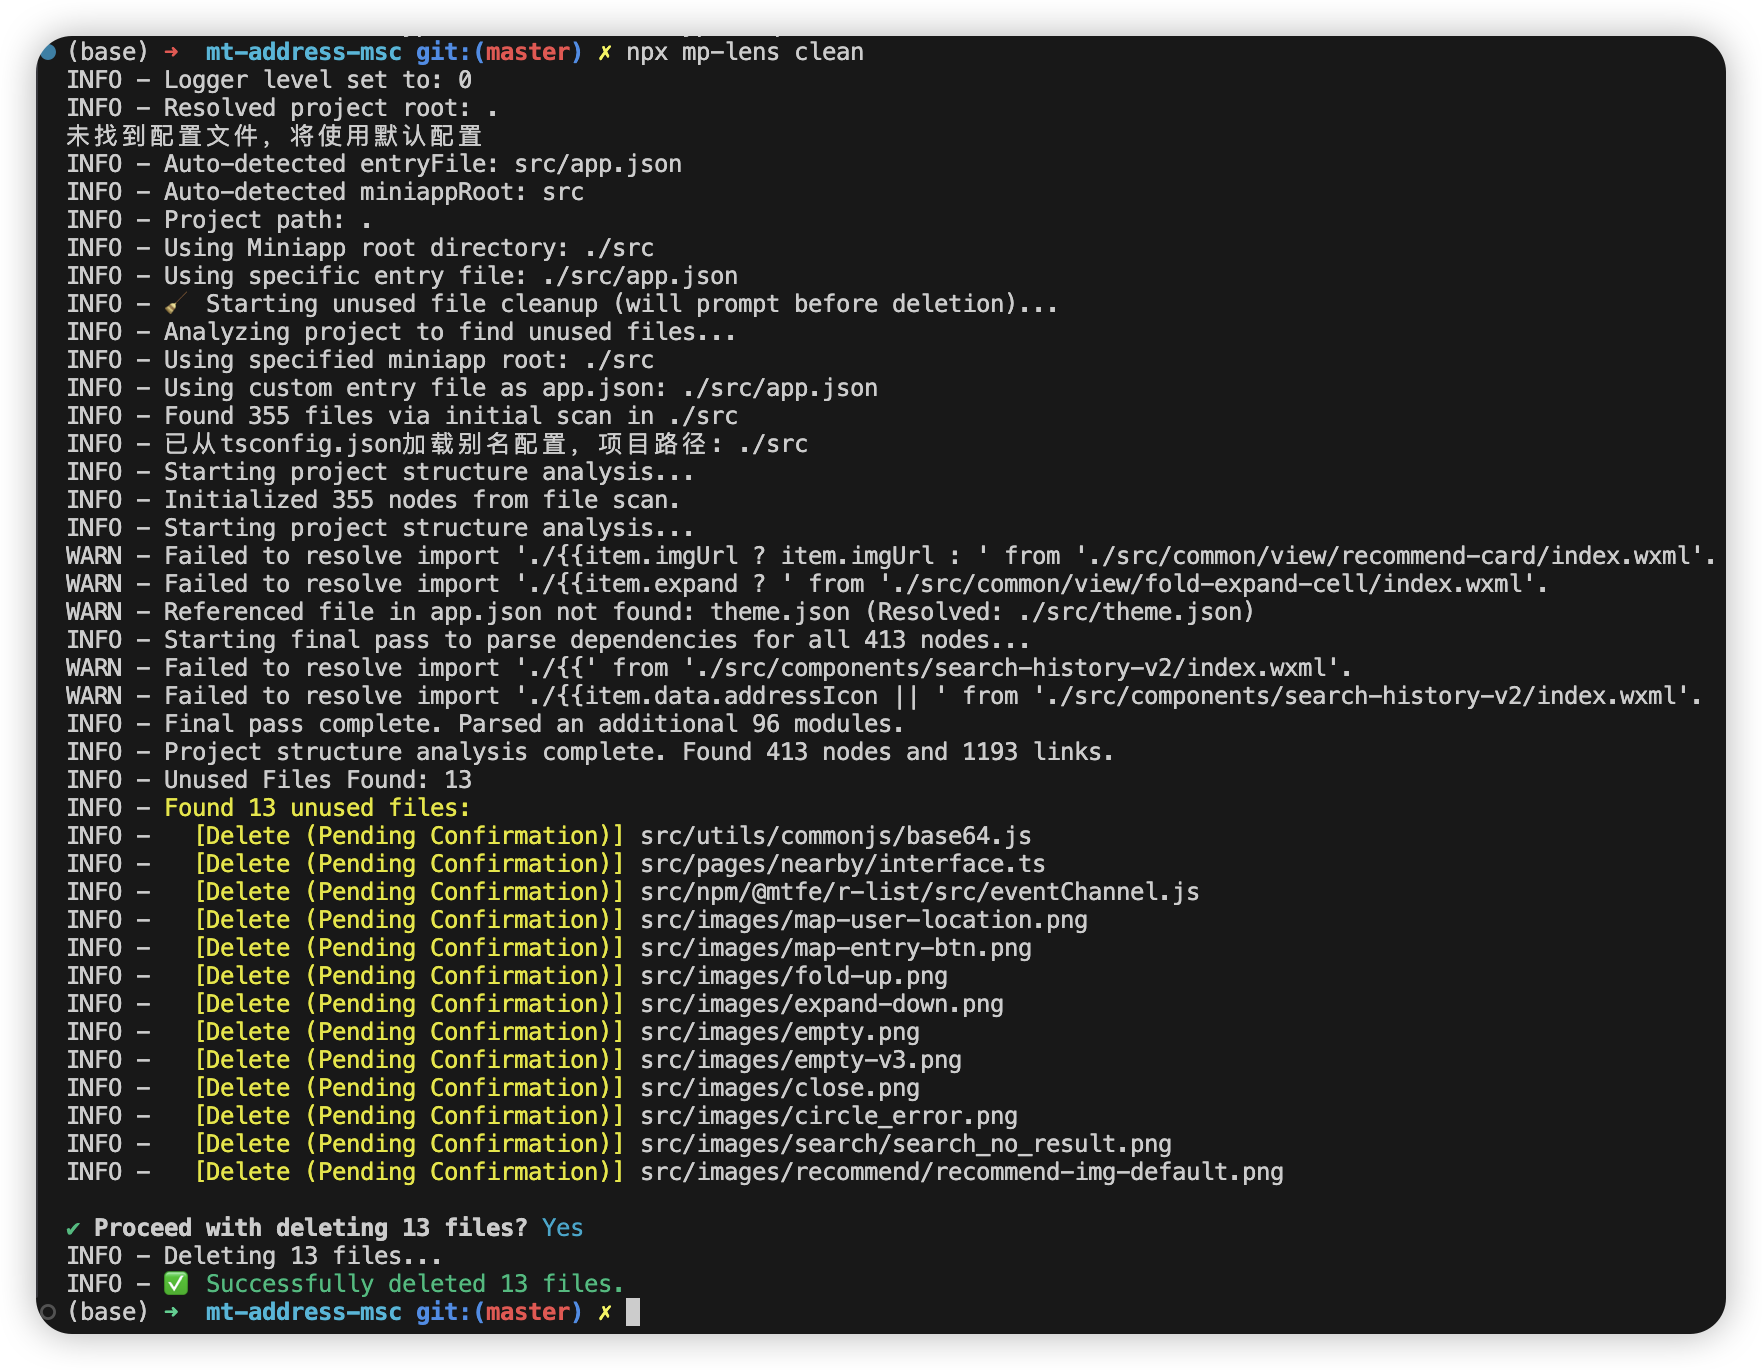 (base) ➜  mt-address-msc git:(master) ✗ npx mp-lens clean
INFO - Logger level set to: 0
INFO - Resolved project root: .
未找到配置文件，将使用默认配置
INFO - Auto-detected entryFile: src/app.json
INFO - Auto-detected miniappRoot: src
INFO - Project path: .
INFO - Using Miniapp root directory: ./src
INFO - Using specific entry file: ./src/app.json
INFO - 🧹 Starting unused file cleanup (will prompt before deletion)...
INFO - Analyzing project to find unused files...
INFO - Using specified miniapp root: ./src
INFO - Using custom entry file as app.json: ./src/app.json
INFO - Found 355 files via initial scan in ./src
INFO - 已从tsconfig.json加载别名配置，项目路径: ./src
INFO - Starting project structure analysis...
INFO - Initialized 355 nodes from file scan.
INFO - Starting project structure analysis...
WARN - Failed to resolve import './{{item.imgUrl ? item.imgUrl : ' from './src/common/view/recommend-card/index.wxml'.
WARN - Failed to resolve import './{{item.expand ? ' from './src/common/view/fold-expand-cell/index.wxml'.
WARN - Referenced file in app.json not found: theme.json (Resolved: ./src/theme.json)
INFO - Starting final pass to parse dependencies for all 413 nodes...
WARN - Failed to resolve import './{{' from './src/components/search-history-v2/index.wxml'.
WARN - Failed to resolve import './{{item.data.addressIcon || ' from './src/components/search-history-v2/index.wxml'.
INFO - Final pass complete. Parsed an additional 96 modules.
INFO - Project structure analysis complete. Found 413 nodes and 1193 links.
INFO - Unused Files Found: 13
INFO - Found 13 unused files:
INFO -   [Delete (Pending Confirmation)] src/utils/commonjs/base64.js
INFO -   [Delete (Pending Confirmation)] src/pages/nearby/interface.ts
INFO -   [Delete (Pending Confirmation)] src/npm/@mtfe/r-list/src/eventChannel.js
INFO -   [Delete (Pending Confirmation)] src/images/map-user-location.png
INFO -   [Delete (Pending Confirmation)] src/images/map-entry-btn.png
INFO -   [Delete (Pending Confirmation)] src/images/fold-up.png
INFO -   [Delete (Pending Confirmation)] src/images/expand-down.png
INFO -   [Delete (Pending Confirmation)] src/images/empty.png
INFO -   [Delete (Pending Confirmation)] src/images/empty-v3.png
INFO -   [Delete (Pending Confirmation)] src/images/close.png
INFO -   [Delete (Pending Confirmation)] src/images/circle_error.png
INFO -   [Delete (Pending Confirmation)] src/images/search/search_no_result.png
INFO -   [Delete (Pending Confirmation)] src/images/recommend/recommend-img-default.png
✔ Proceed with deleting 13 files? Yes
INFO - Deleting 13 files...
INFO - ✅ Successfully deleted 13 files.
(base) ➜  mt-address-msc git:(master) ✗